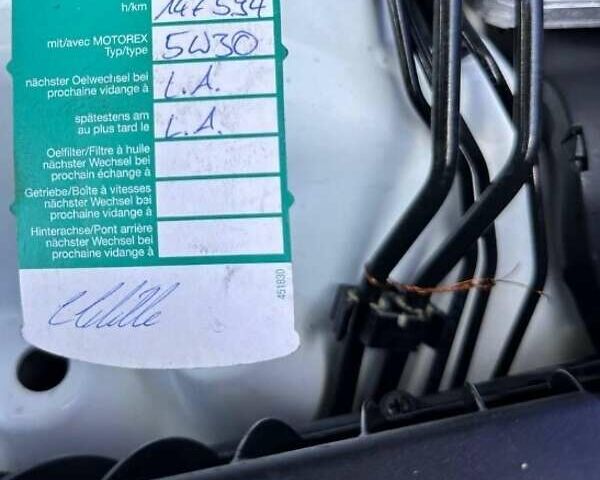 h/km 147594
mit/avec MOTOREX
Typ/type 5W30
nächster Oelwechsel bei
prochaine vidange à L.A.
spätestens am
au plus tard le L.A.
Oelfilter/Filtre à huile
nächster Wechsel bei
prochain échange à
Getriebe/Boîte à vitesses
nächster Wechsel bei
prochaine vidange à
Hinterachse/Pont arrière
nächster Wechsel bei
prochaine vidange à
451830